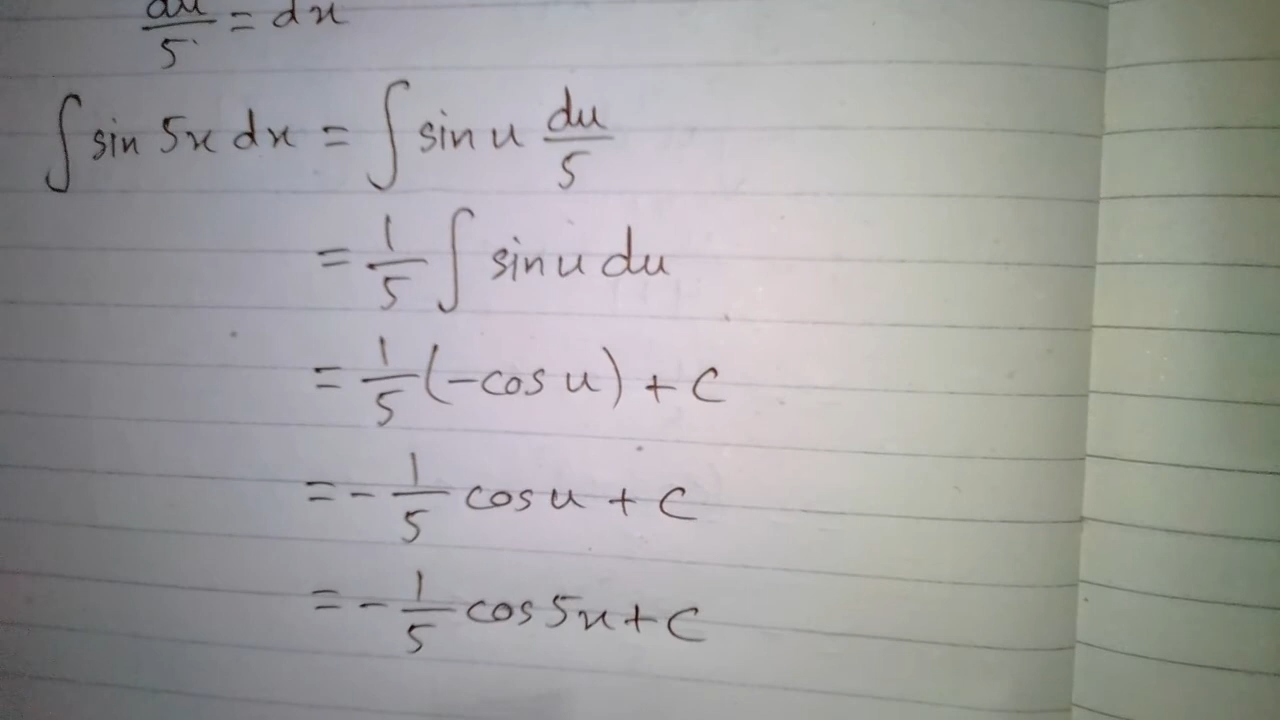 du/5 = dx
∫ sin 5x dx = ∫ sin u du/5
= 1/5 ∫ sin u du
= 1/5 (-cos u) + C
= - 1/5 cos u + C
= - 1/5 cos 5x + C